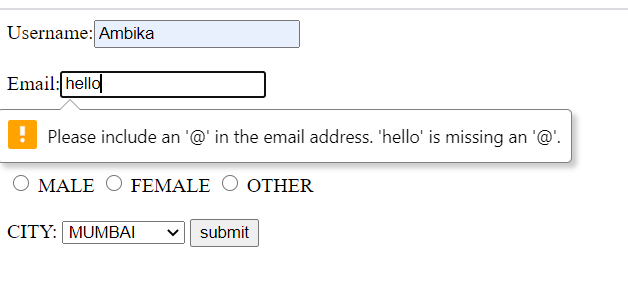 Username: Ambika
Email: hello
Please include an '@' in the email address. 'hello' is missing an '@'.
MALE FEMALE OTHER
CITY: MUMBAI submit